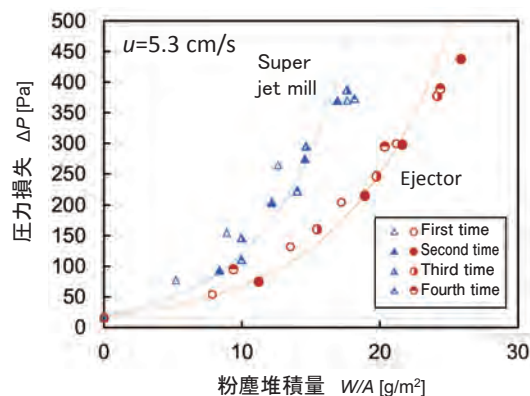 500
450
400
350
300
250
200
150
100
50
0
圧力損失 ΔP [Pa]
u=5.3 cm/s
Super
jet mill
Ejector
First time
Second time
Third time
Fourth time
0
10
20
30
粉塵堆積量 W/A [g/m²]